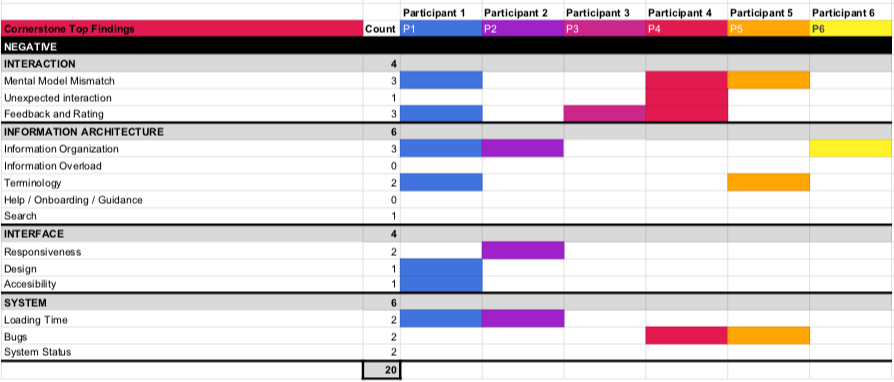 Participant 1 Participant 2 Participant 3 Participant 4 Participant 5 Participant 6
Cornerstone Top Findings Count P1 P2 P3 P4 P5 P6
NEGATIVE
INTERACTION 4
Mental Model Mismatch 3
Unexpected interaction 1
Feedback and Rating 3
INFORMATION ARCHITECTURE 6
Information Organization 3
Information Overload 0
Terminology 2
Help / Onboarding / Guidance 0
Search 1
INTERFACE 4
Responsiveness 2
Design 1
Accesibility 1
SYSTEM 6
Loading Time 2
Bugs 2
System Status 2
20